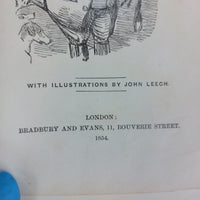 WITH ILLUSTRATIONS BY JOHN LEECH.
LONDON:
BRADBURY AND EVANS, 11, BOUVERIE STREET.
1854.